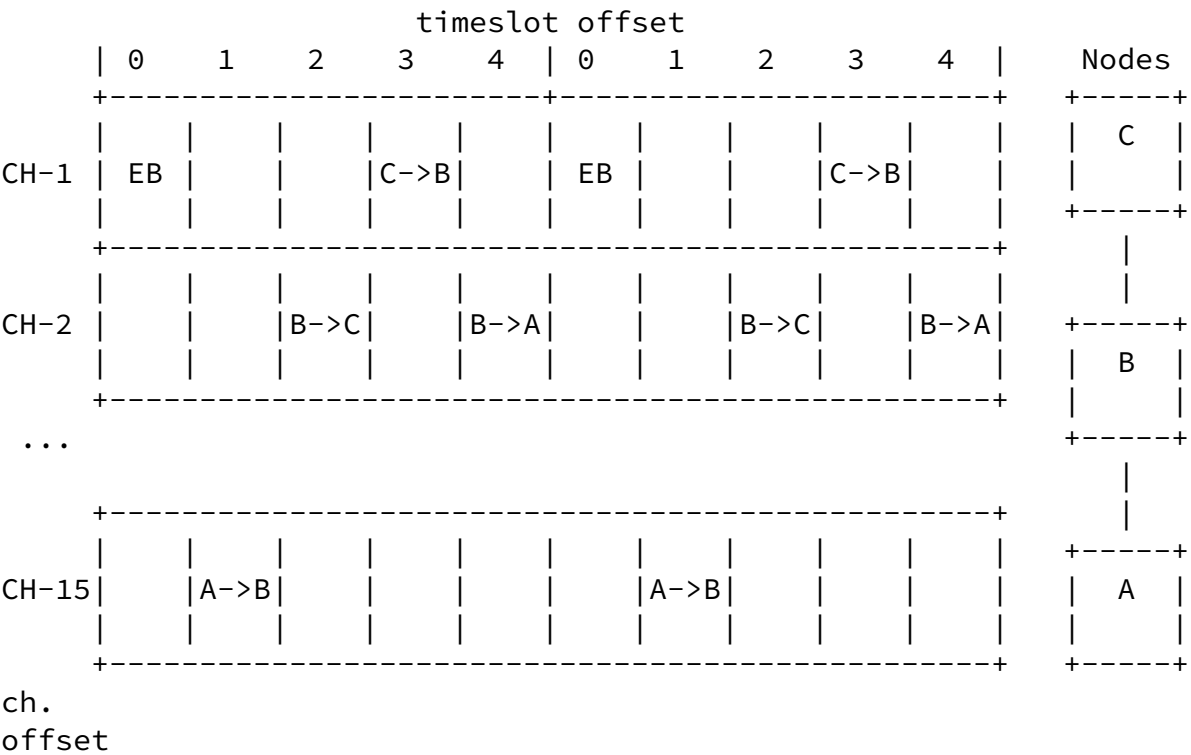 timeslot offset
| 0 1 2 3 4 | 0 1 2 3 4 | Nodes
C
CH-1 | EB | | |C->B| | EB | | |C->B| |
CH-2 | | |B->C| |B->A| | |B->C| |B->A|
B
...
CH-15| |A->B| | | | |A->B| | | | A
ch.
offset